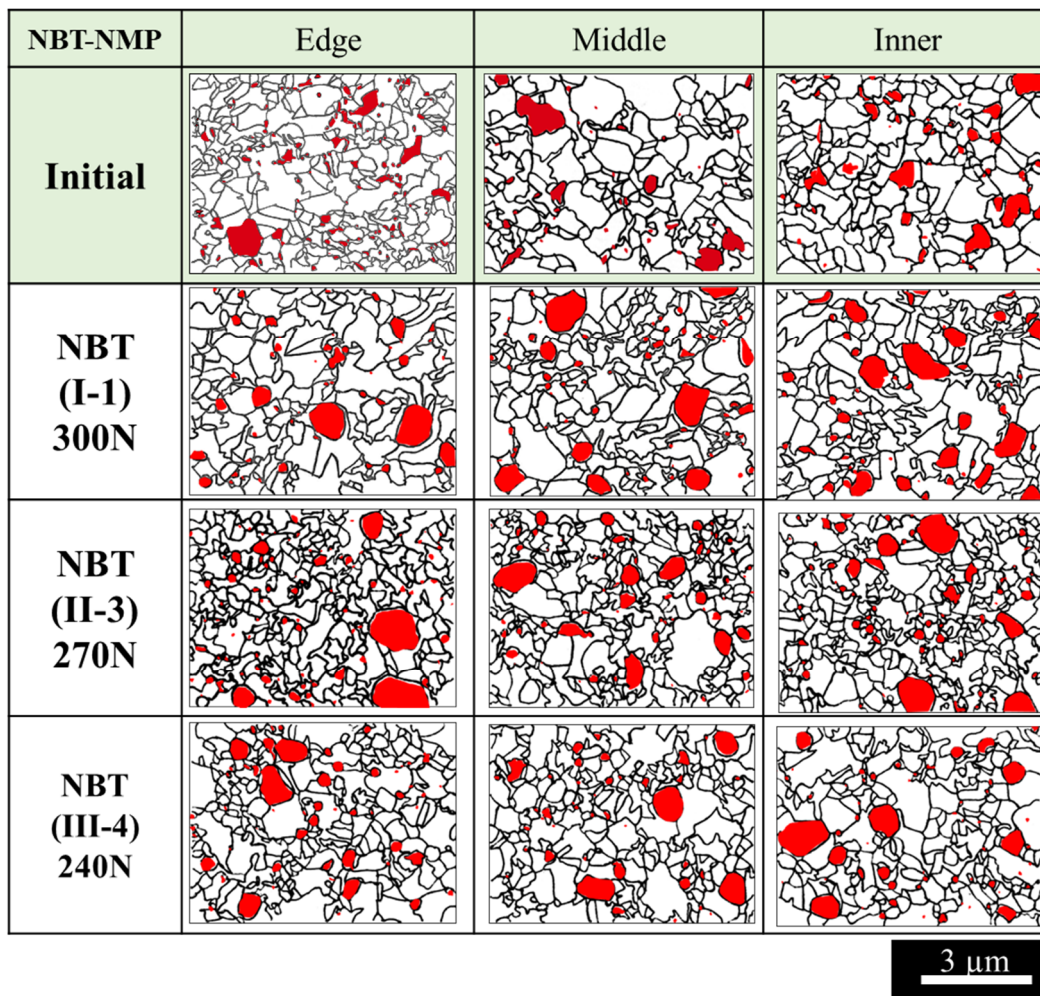 NBT-NMP Edge Middle Inner
Initial
NBT
(I-1)
300N
NBT
(II-3)
270N
NBT
(III-4)
240N
3 µm